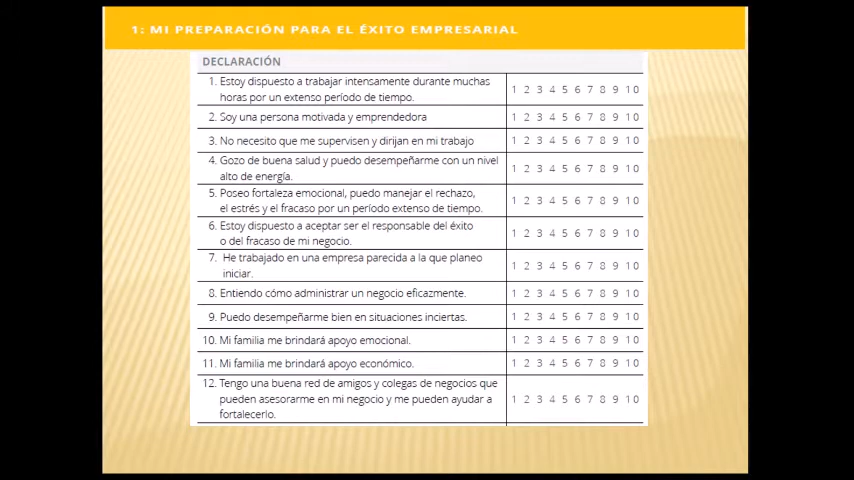 1: MI PREPARACIÓN PARA EL ÉXITO EMPRESARIAL
DECLARACIÓN
1. Estoy dispuesto a trabajar intensamente durante muchas
horas por un extenso período de tiempo.
1 2 3 4 5 6 7 8 9 10
2. Soy una persona motivada y emprendedora
1 2 3 4 5 6 7 8 9 10
3. No necesito que me supervisen y dirijan en mi trabajo
1 2 3 4 5 6 7 8 9 10
4. Gozo de buena salud y puedo desempeñarme con un nivel
alto de energía.
1 2 3 4 5 6 7 8 9 10
5. Poseo fortaleza emocional, puedo manejar el rechazo,
el estrés y el fracaso por un período extenso de tiempo.
1 2 3 4 5 6 7 8 9 10
6. Estoy dispuesto a aceptar ser el responsable del éxito
o del fracaso de mi negocio.
1 2 3 4 5 6 7 8 9 10
7. He trabajado en una empresa parecida a la que planeo
iniciar.
1 2 3 4 5 6 7 8 9 10
8. Entiendo cómo administrar un negocio eficazmente.
1 2 3 4 5 6 7 8 9 10
9. Puedo desempeñarme bien en situaciones inciertas.
1 2 3 4 5 6 7 8 9 10
10. Mi familia me brindará apoyo emocional.
1 2 3 4 5 6 7 8 9 10
11. Mi familia me brindará apoyo económico.
1 2 3 4 5 6 7 8 9 10
12. Tengo una buena red de amigos y colegas de negocios que
pueden asesorarme en mi negocio y me pueden ayudar a
fortalecerlo.
1 2 3 4 5 6 7 8 9 10